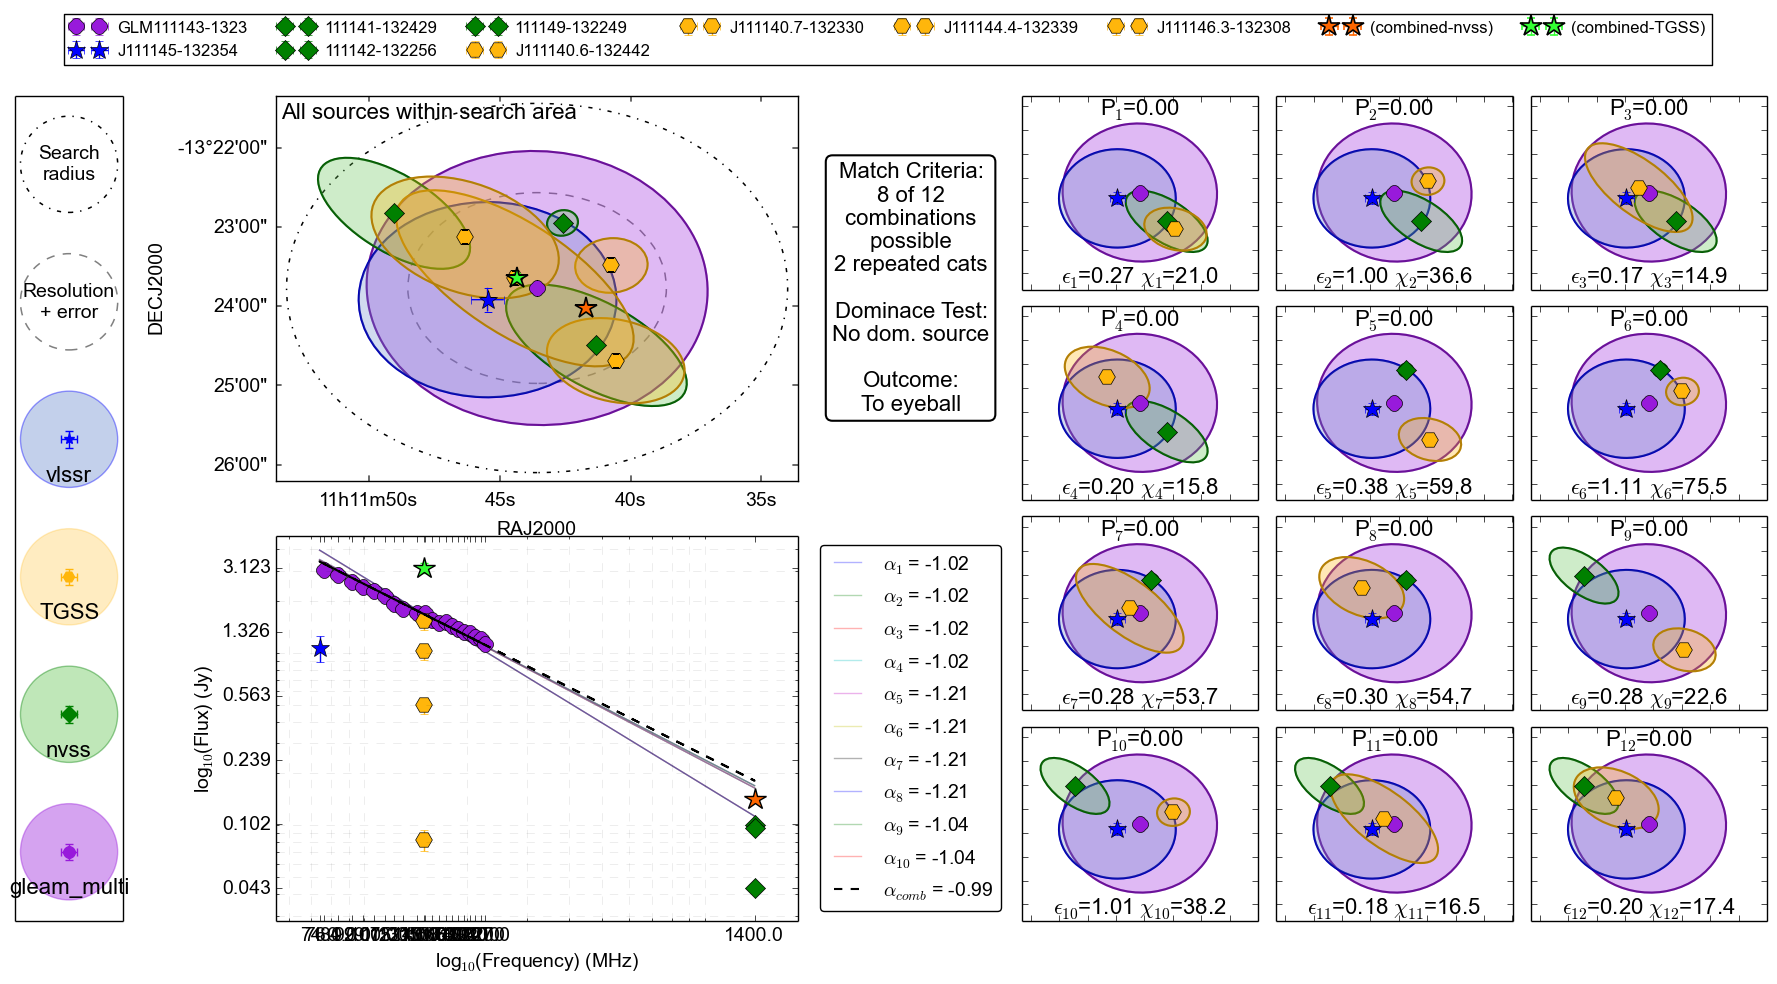 GLM111143-1323 111141-132429 111149-132249 J111140.7-132330 J111144.4-132339 J111146.3-132308 (combined-nvss) (combined-TGSS)
J111145-132354 111142-132256 J111140.6-132442
Search
radius
Resolution
+ error
vlssr
TGSS
nvss
gleam_multi
All sources within search area
DECJ2000
-13°22'00"
23'00"
24'00"
25'00"
26'00"
11h11m50s 45s 40s 35s
RAJ2000
Match Criteria:
8 of 12
combinations
possible
2 repeated cats
Dominace Test:
No dom. source
Outcome:
To eyeball
log10(Flux) (Jy)
3.123
1.326
0.563
0.239
0.102
0.043
1400.0
log10(Frequency) (MHz)
α1 = -1.02
α2 = -1.02
α3 = -1.02
α4 = -1.02
α5 = -1.21
α6 = -1.21
α7 = -1.21
α8 = -1.21
α9 = -1.04
α10 = -1.04
αcomb = -0.99
P1=0.00
ϵ1=0.27 χ1=21.0
P2=0.00
ϵ2=1.00 χ2=36.6
P3=0.00
ϵ3=0.17 χ3=14.9
P4=0.00
ϵ4=0.20 χ4=15.8
P5=0.00
ϵ5=0.38 χ5=59.8
P6=0.00
ϵ6=1.11 χ6=75.5
P7=0.00
ϵ7=0.28 χ7=53.7
P8=0.00
ϵ8=0.30 χ8=54.7
P9=0.00
ϵ9=0.28 χ9=22.6
P10=0.00
ϵ10=1.01 χ10=38.2
P11=0.00
ϵ11=0.18 χ11=16.5
P12=0.00
ϵ12=0.20 χ12=17.4